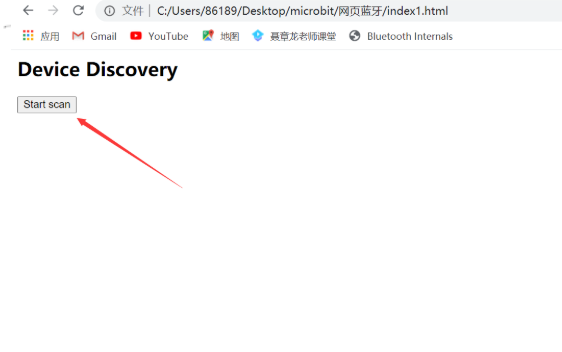 文件 | C:/Users/86189/Desktop/microbit/网页蓝牙/index1.html
应用 Gmail YouTube 地图 聂章龙老师课堂 Bluetooth Internals
Device Discovery
Start scan